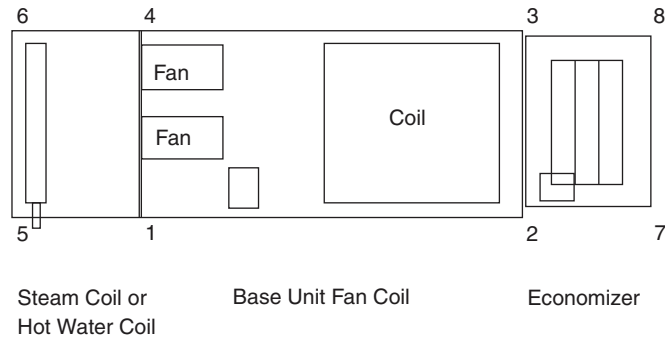 6 4 3 8
Fan
Coil
Fan
5 1 2 7
Steam Coil or Base Unit Fan Coil Economizer
Hot Water Coil